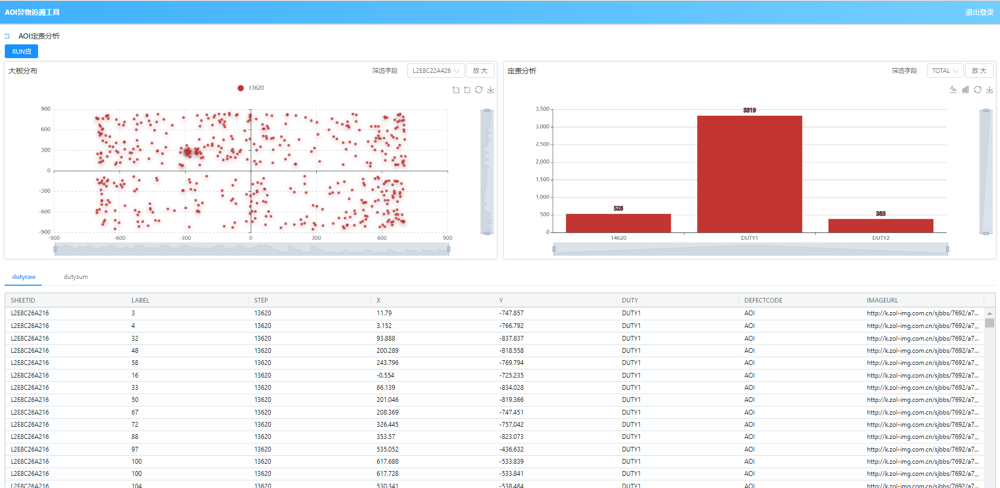 AOI异物追溯工具 退出登录
AOI定责分析
RUN货
大板分布 筛选字段 L2E8C22A426 放 大
13620
900
600
300
0
-300
-600
-900
-900 -600 -300 0 300 600 900
定责分析 筛选字段 TOTAL 放 大
3,500
3,000
2,500
2,000
1,500
1,000
500
0
528 3319 383
14620 DUTY1 DUTY2
dutyraw dutysum
SHEETID LABEL STEP X Y DUTY DEFECTCODE IMAGEURL
L2E8C26A216 3 13620 11.79 -747.857 DUTY1 AOI http://k.zol-img.com.cn/sjbbs/7692/a7...
L2E8C26A216 4 13620 3.152 -766.792 DUTY1 AOI http://k.zol-img.com.cn/sjbbs/7692/a7...
L2E8C26A216 32 13620 93.888 -837.837 DUTY1 AOI http://k.zol-img.com.cn/sjbbs/7692/a7...
L2E8C26A216 48 13620 200.289 -818.558 DUTY1 AOI http://k.zol-img.com.cn/sjbbs/7692/a7...
L2E8C26A216 58 13620 243.796 -769.794 DUTY1 AOI http://k.zol-img.com.cn/sjbbs/7692/a7...
L2E8C26A216 16 13620 -0.554 -725.235 DUTY1 AOI http://k.zol-img.com.cn/sjbbs/7692/a7...
L2E8C26A216 33 13620 66.139 -834.028 DUTY1 AOI http://k.zol-img.com.cn/sjbbs/7692/a7...
L2E8C26A216 50 13620 201.046 -819.366 DUTY1 AOI http://k.zol-img.com.cn/sjbbs/7692/a7...
L2E8C26A216 67 13620 208.369 -747.451 DUTY1 AOI http://k.zol-img.com.cn/sjbbs/7692/a7...
L2E8C26A216 72 13620 326.445 -757.042 DUTY1 AOI http://k.zol-img.com.cn/sjbbs/7692/a7...
L2E8C26A216 88 13620 353.57 -823.073 DUTY1 AOI http://k.zol-img.com.cn/sjbbs/7692/a7...
L2E8C26A216 97 13620 535.052 -436.632 DUTY1 AOI http://k.zol-img.com.cn/sjbbs/7692/a7...
L2E8C26A216 100 13620 617.688 -533.839 DUTY1 AOI http://k.zol-img.com.cn/sjbbs/7692/a7...
L2E8C26A216 100 13620 617.728 -533.841 DUTY1 AOI http://k.zol-img.com.cn/sjbbs/7692/a7...
L2E8C26A216 104 13620 530.341 -538.484 DUTY1 AOI http://k.zol-img.com.cn/sjbbs/7692/a7...